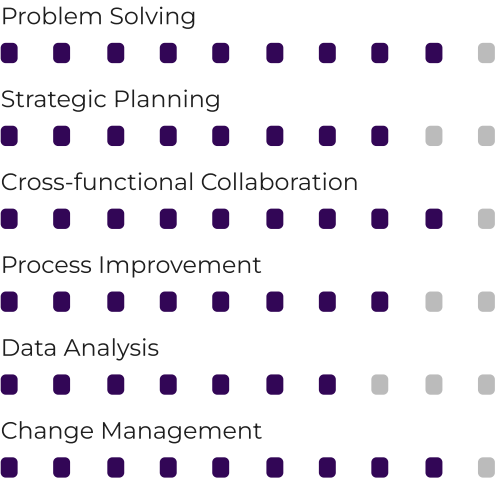 Problem Solving
Strategic Planning
Cross-functional Collaboration
Process Improvement
Data Analysis
Change Management